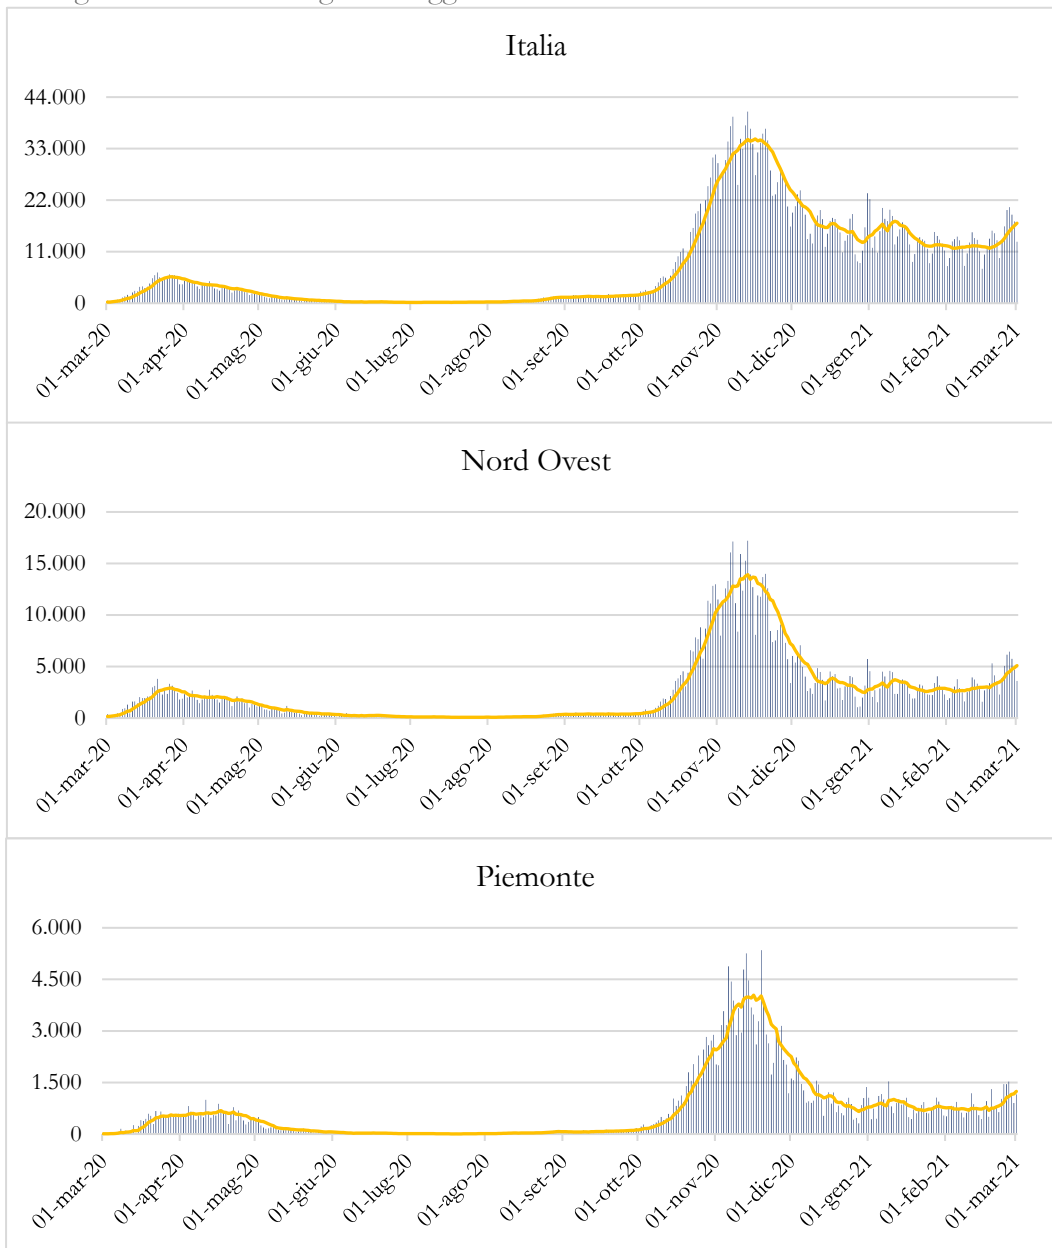 Italia
44.000
33.000
22.000
11.000
0
01-mar-20
01-apr-20
01-mag-20
01-giu-20
01-lug-20
01-ago-20
01-set-20
01-ott-20
01-nov-20
01-dic-20
01-gen-21
01-feb-21
01-mar-21
Nord Ovest
20.000
15.000
10.000
5.000
0
01-mar-20
01-apr-20
01-mag-20
01-giu-20
01-lug-20
01-ago-20
01-set-20
01-ott-20
01-nov-20
01-dic-20
01-gen-21
01-feb-21
01-mar-21
Piemonte
6.000
4.500
3.000
1.500
0
01-mar-20
01-apr-20
01-mag-20
01-giu-20
01-lug-20
01-ago-20
01-set-20
01-ott-20
01-nov-20
01-dic-20
01-gen-21
01-feb-21
01-mar-21